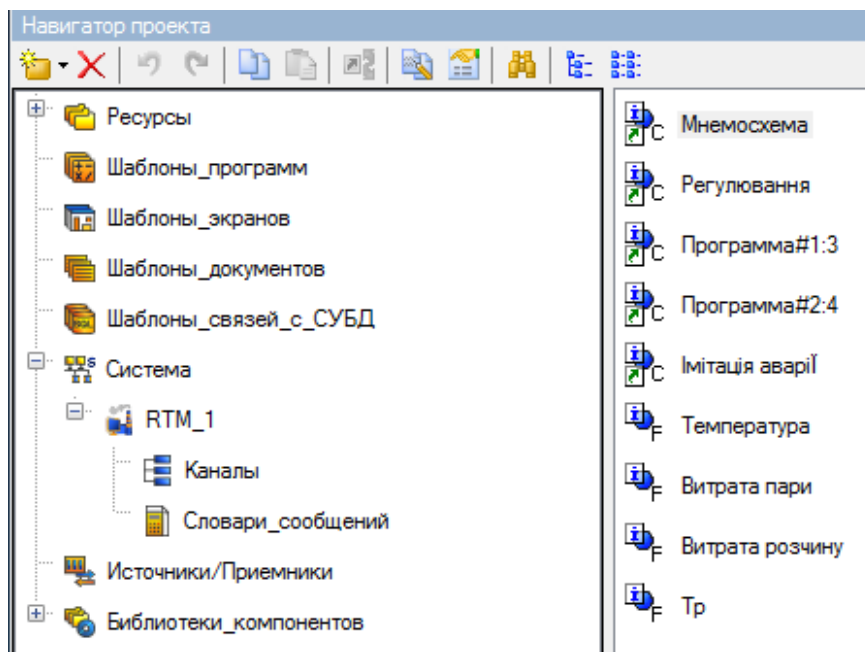 Навигатор проекта
Ресурсы
Шаблоны_программ
Шаблоны_экранов
Шаблоны_документов
Шаблоны_связей_с_СУБД
Система
RTM_1
Каналы
Словари_сообщений
Источники/Приемники
Библиотеки_компонентов
C Мнемосхема
C Регулювання
C Программа#1:3
C Программа#2:4
C Імітація аварії
F Температура
F Витрата пари
F Витрата розчину
F Тр